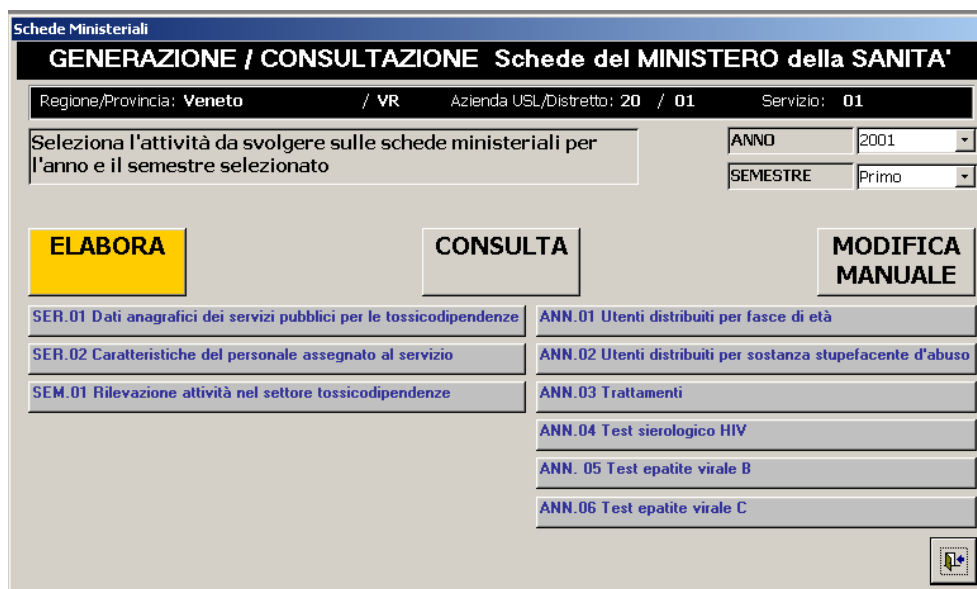 Schede Ministeriali
GENERAZIONE / CONSULTAZIONE Schede del MINISTERO della SANITA'
Regione/Provincia: Veneto / VR Azienda USL/Distretto: 20 / 01 Servizio: 01
Seleziona l'attività da svolgere sulle schede ministeriali per
l'anno e il semestre selezionato
ANNO 2001
SEMESTRE Primo
ELABORA
CONSULTA
MODIFICA
MANUALE
SER.01 Dati anagrafici dei servizi pubblici per le tossicodipendenze
SER.02 Caratteristiche del personale assegnato al servizio
SEM.01 Rilevazione attività nel settore tossicodipendenze
ANN.01 Utenti distribuiti per fasce di età
ANN.02 Utenti distribuiti per sostanza stupefacente d'abuso
ANN.03 Trattamenti
ANN.04 Test sierologico HIV
ANN. 05 Test epatite virale B
ANN.06 Test epatite virale C